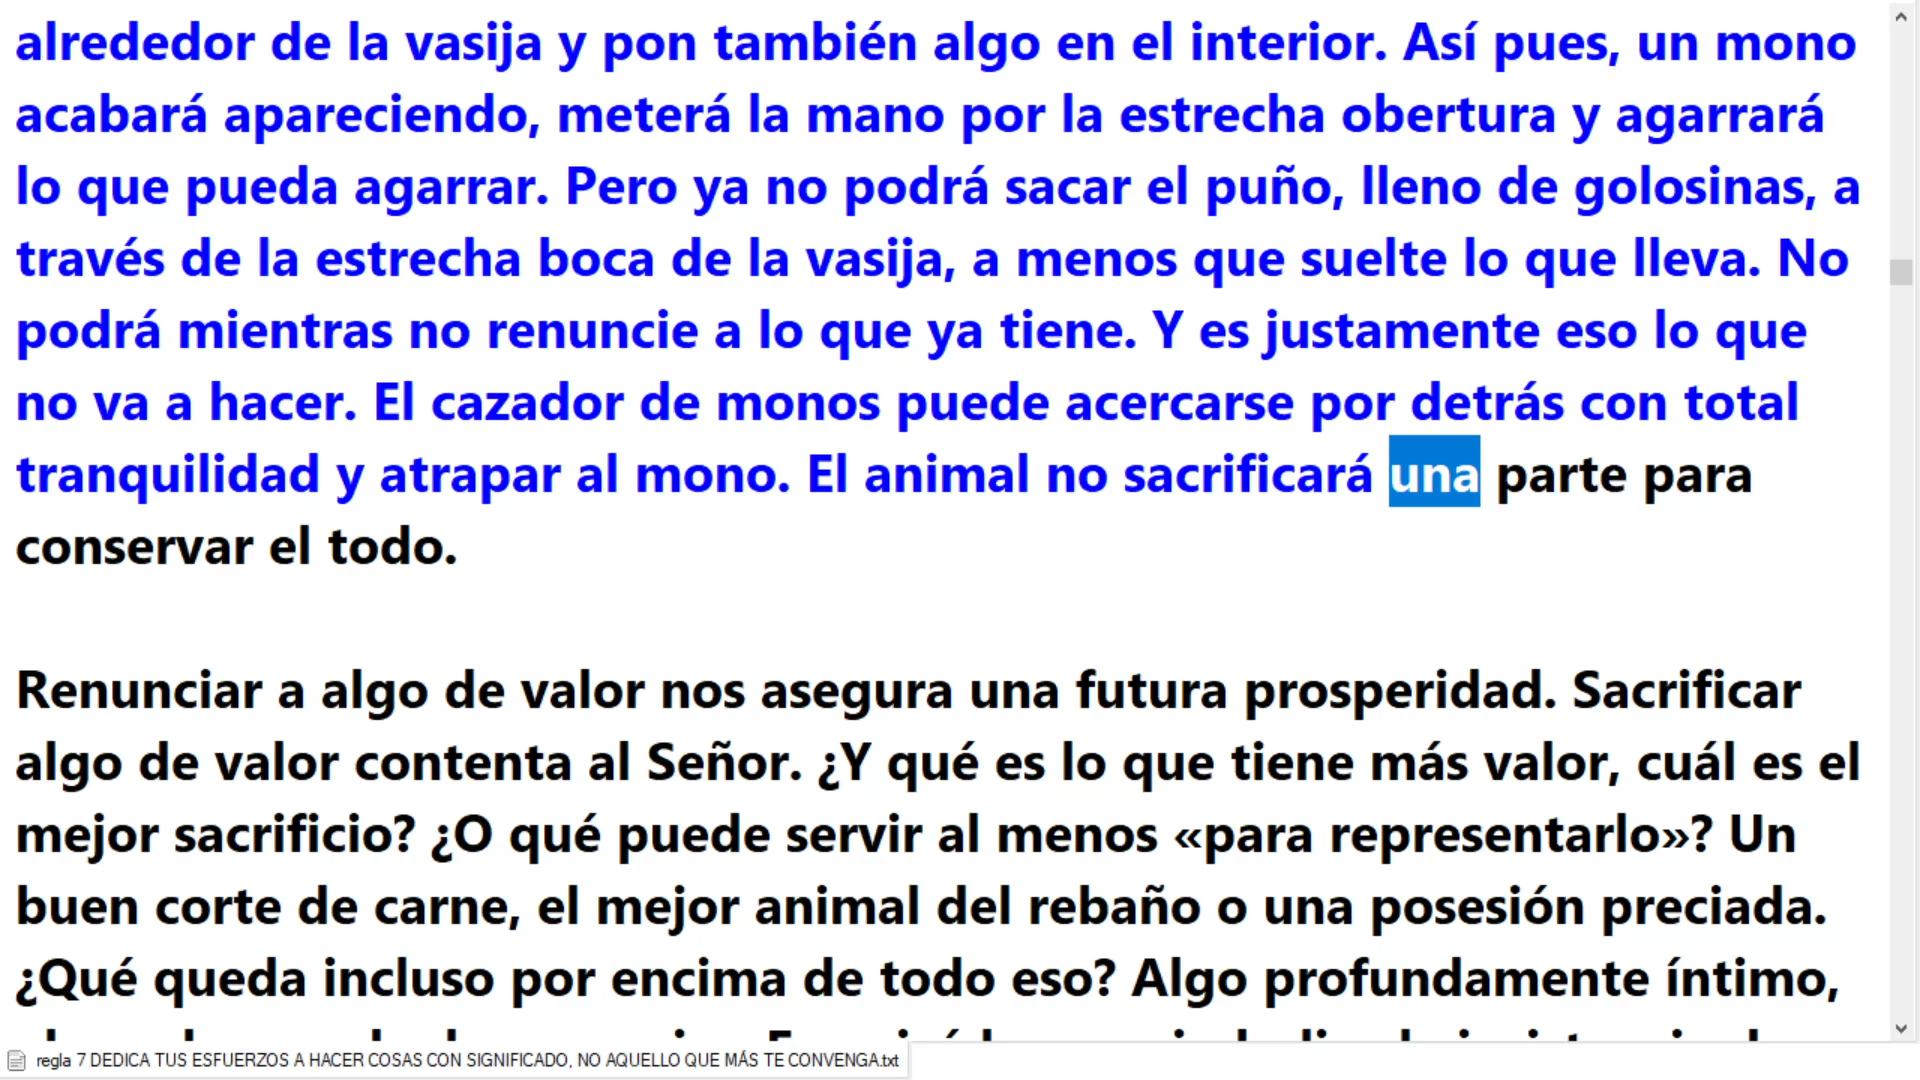 alrededor de la vasija y pon también algo en el interior. Así pues, un mono
acabará apareciendo, meterá la mano por la estrecha obertura y agarrará
lo que pueda agarrar. Pero ya no podrá sacar el puño, lleno de golosinas, a
través de la estrecha boca de la vasija, a menos que suelte lo que lleva. No
podrá mientras no renuncie a lo que ya tiene. Y es justamente eso lo que
no va a hacer. El cazador de monos puede acercarse por detrás con total
tranquilidad y atrapar al mono. El animal no sacrificará una parte para
conservar el todo.
Renunciar a algo de valor nos asegura una futura prosperidad. Sacrificar
algo de valor contenta al Señor. ¿Y qué es lo que tiene más valor, cuál es el
mejor sacrificio? ¿O qué puede servir al menos «para representarlo»? Un
buen corte de carne, el mejor animal del rebaño o una posesión preciada.
¿Qué queda incluso por encima de todo eso? Algo profundamente íntimo,
regla 7 DEDICA TUS ESFUERZOS A HACER COSAS CON SIGNIFICADO, NO AQUELLO QUE MÁS TE CONVENGA.txt